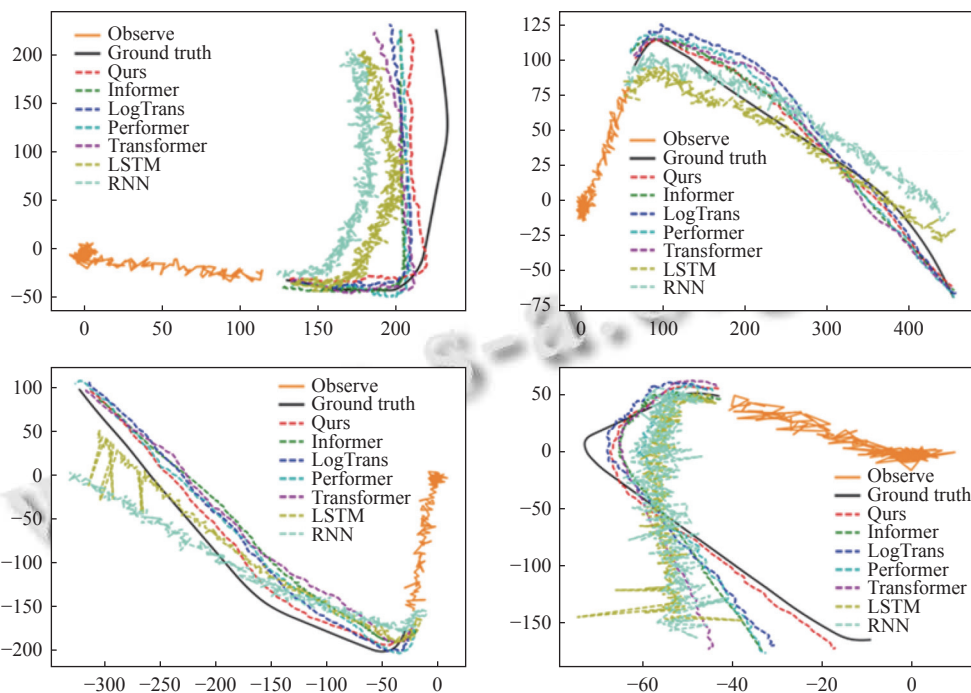 200
150
100
50
0
−50
0
50
100
150
200
Observe
Ground truth
Qurs
Informer
LogTrans
Performer
Transformer
LSTM
RNN
125
100
75
50
25
0
−25
−50
−75
0
100
200
300
400
Observe
Ground truth
Qurs
Informer
LogTrans
Performer
Transformer
LSTM
RNN
100
50
0
−50
−100
−150
−200
−300
−250
−200
−150
−100
−50
0
Observe
Ground truth
Qurs
Informer
LogTrans
Performer
Transformer
LSTM
RNN
50
0
−50
−100
−150
−60
−40
−20
0
Observe
Ground truth
Qurs
Informer
LogTrans
Performer
Transformer
LSTM
RNN